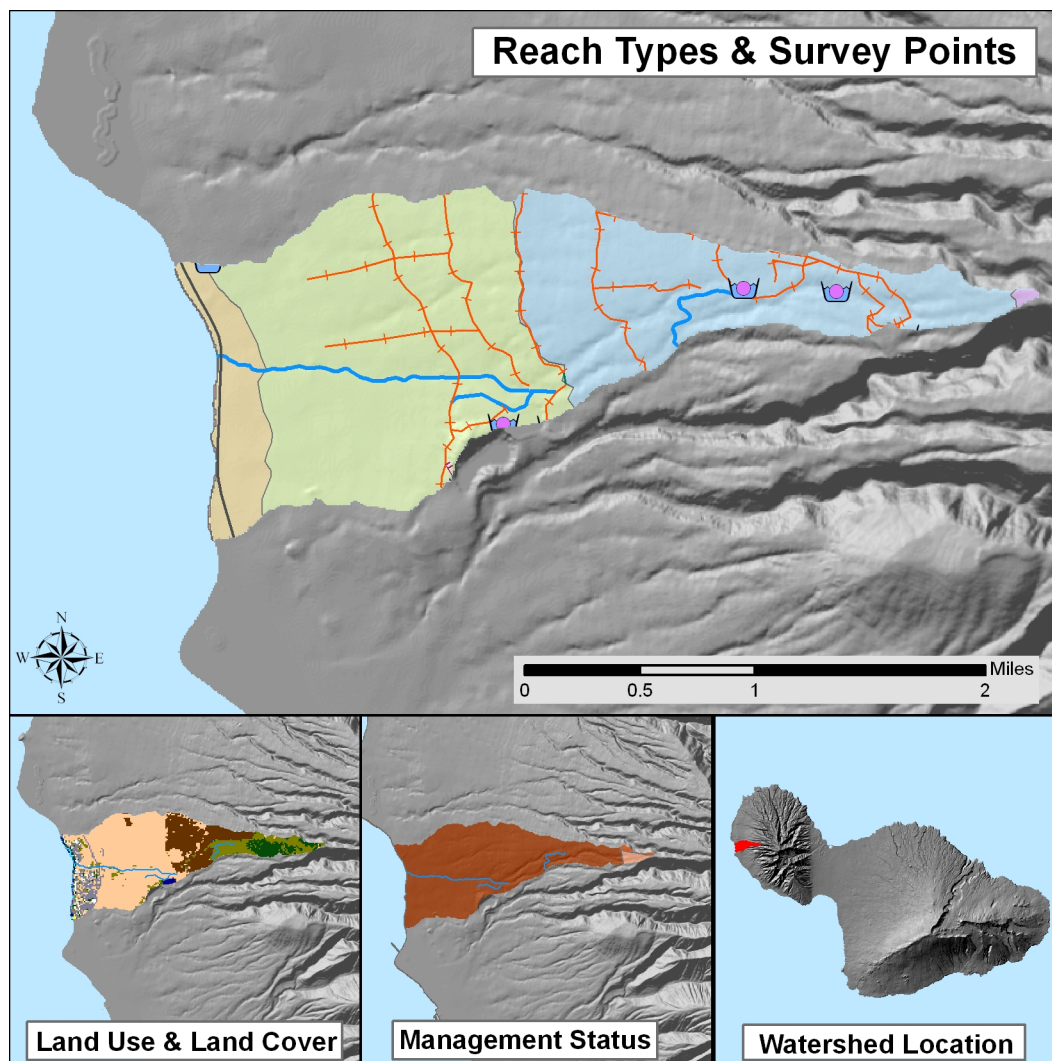 Reach Types & Survey Points
N
W E
S
Miles
0 0.5 1 2
Land Use & Land Cover
Management Status
Watershed Location